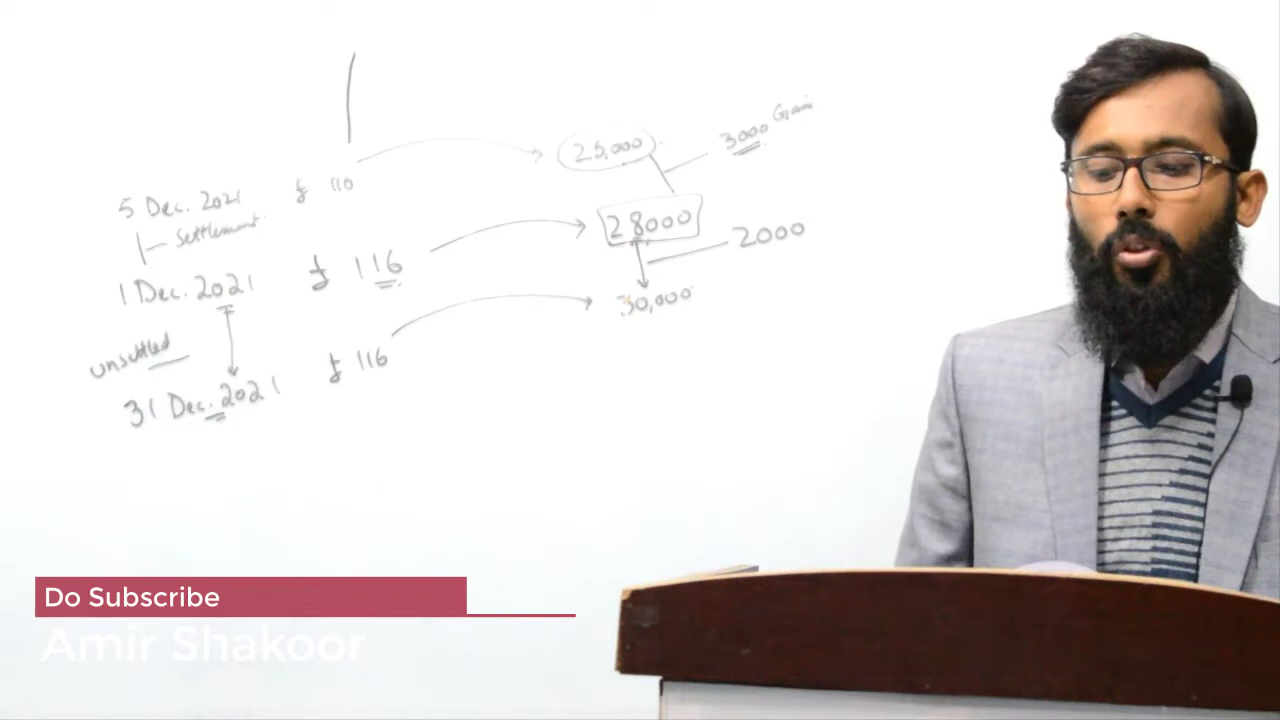 25,000
3000 Gain
5 Dec. 2021 £ 110
Settlement
28000
2000
1 Dec. 2021 £ 116
30,000
unsettled
31 Dec. 2021 £ 116
Do Subscribe
Amir Shakoor